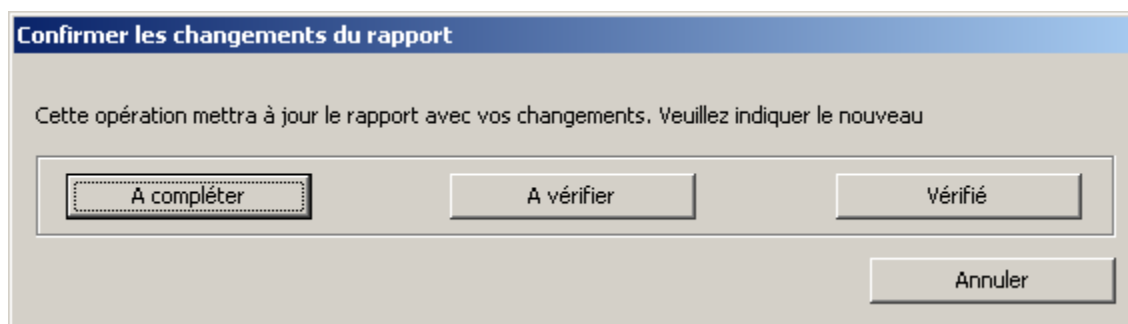 Confirmer les changements du rapport
Cette opération mettra à jour le rapport avec vos changements. Veuillez indiquer le nouveau
A compléter
A vérifier
Vérifié
Annuler